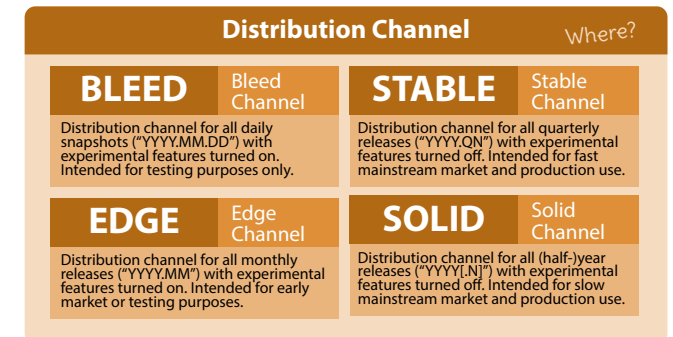 Distribution Channel
Where?
BLEED
Bleed
Channel
Distribution channel for all daily
snapshots (“YYYY.MM.DD”) with
experimental features turned on.
Intended for testing purposes only.
STABLE
Stable
Channel
Distribution channel for all quarterly
releases (“YYYY.QN”) with experimental
features turned off. Intended for fast
mainstream market and production use.
EDGE
Edge
Channel
Distribution channel for all monthly
releases (“YYYY.MM”) with experimental
features turned on. Intended for early
market or testing purposes.
SOLID
Solid
Channel
Distribution channel for all (half-)year
releases (“YYYY[.N]”) with experimental
features turned off. Intended for slow
mainstream market and production use.